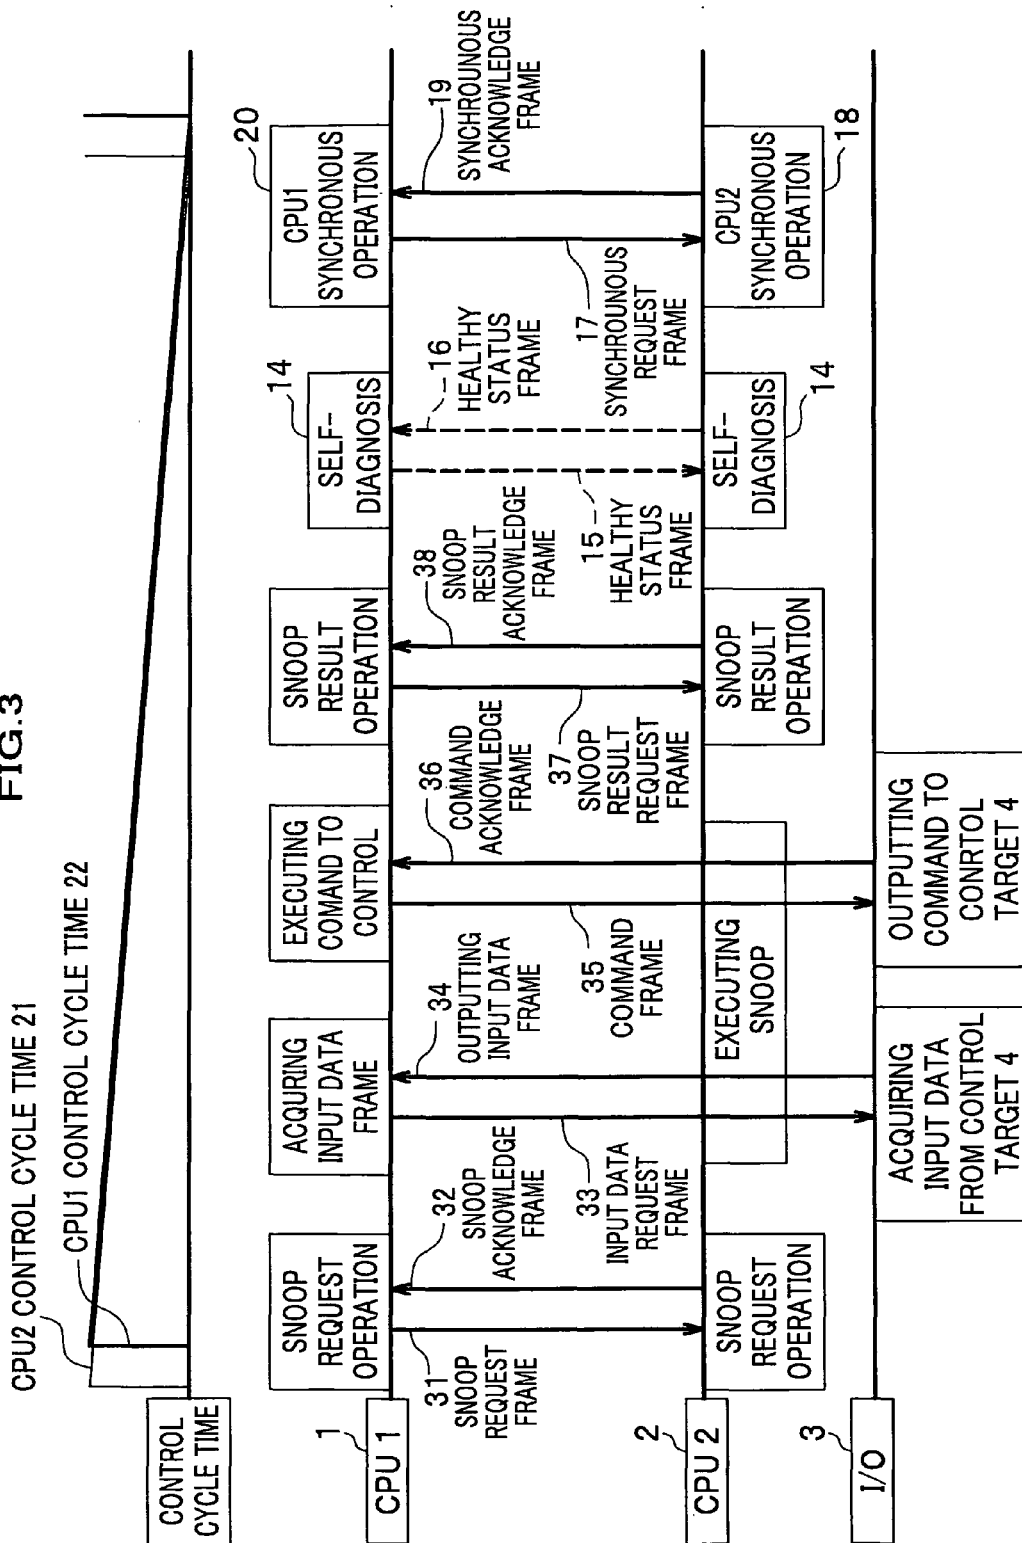 FIG.3
CPU2 CONTROL CYCLE TIME 21
CPU1 CONTROL CYCLE TIME 22
CONTROL
CYCLE TIME
1
CPU 1
SNOOP
REQUEST
OPERATION
ACQUIRING
INPUT DATA
FRAME
EXECUTING
COMAND TO
CONTROL
SNOOP
RESULT
OPERATION
14
SELF-
DIAGNOSIS
20
CPU1
SYNCHRONOUS
OPERATION
31
SNOOP
REQUEST
FRAME
32
SNOOP
ACKNOWLEDGE
FRAME
33
INPUT DATA
REQUEST
FRAME
34
OUTPUTTING
INPUT DATA
FRAME
35
COMMAND
FRAME
36
COMMAND
ACKNOWLEDGE
FRAME
37
SNOOP
RESULT
REQUEST
FRAME
38
SNOOP
RESULT
ACKNOWLEDGE
FRAME
15
HEALTHY
STATUS
FRAME
16
HEALTHY
STATUS
FRAME
17
SYNCHROUNOUS
REQUEST
FRAME
19
SYNCHROUNOUS
ACKNOWLEDGE
FRAME
2
CPU 2
SNOOP
REQUEST
OPERATION
EXECUTING
SNOOP
SNOOP
RESULT
OPERATION
SELF-
DIAGNOSIS
14
CPU2
SYNCHRONOUS
OPERATION
18
3
I/O
ACQUIRING
INPUT DATA
FROM CONTROL
TARGET 4
OUTPUTTING
COMMAND TO
CONRTOL
TARGET 4